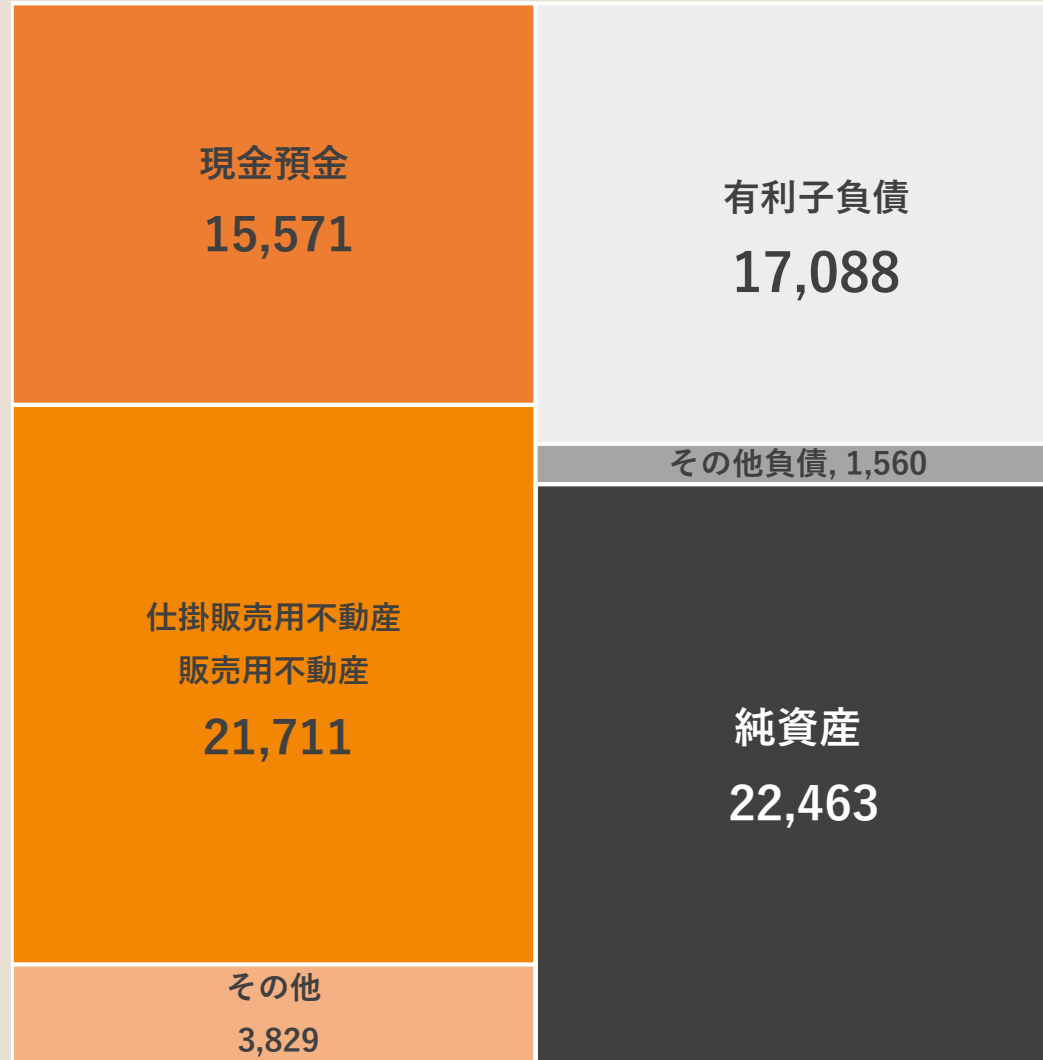 現金預金
15,571
仕掛販売用不動産
販売用不動産
21,711
その他
3,829
有利子負債
17,088
その他負債, 1,560
純資産
22,463